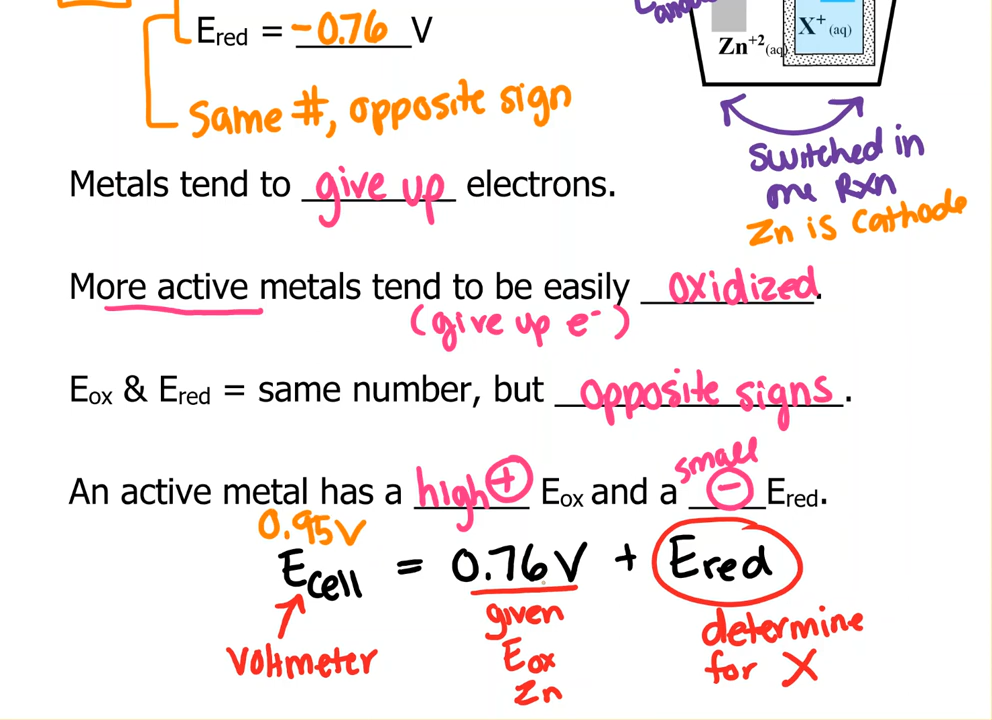 Ered = -0.76 V
Same #, opposite sign
Zn+2(aq)
X+(aq)
Switched in
one Rxn
Zn is Cathode
Metals tend to give up electrons.
More active metals tend to be easily oxidized.
(give up e-)
Eox & Ered = same number, but opposite signs.
small
An active metal has a high + Eox and a - Ered.
0.95V
Ecell = 0.76V + Ered
Voltmeter
given
Eox
Zn
determine
for X